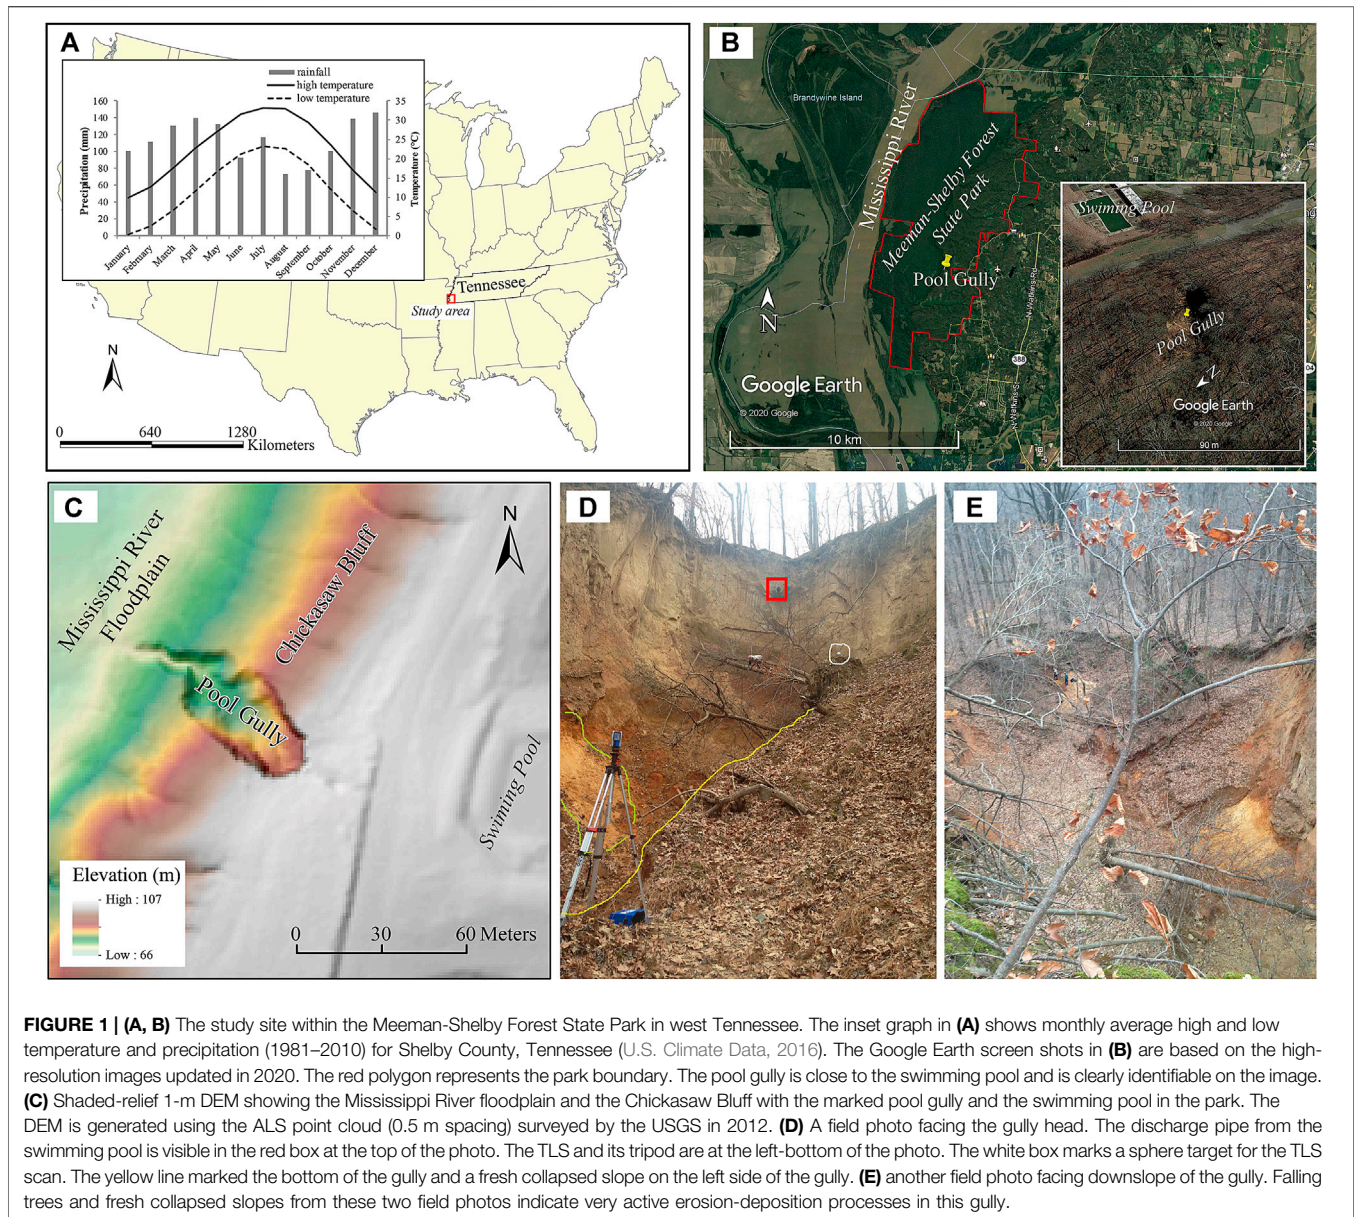 A
rainfall
high temperature
low temperature
160
140
120
100
80
60
40
20
0
Precipitation (mm)
35
30
25
20
15
10
5
0
Temperature (°C)
January
February
March
April
May
June
July
August
September
October
November
December
Tennessee
Study area
N
0 640 1280
Kilometers
B
Brandywine Island
Mississippi River
Meeman-Shelby Forest
State Park
Pool Gully
N
N Watkins Rd
388
Google Earth
© 2020 Google
10 km
Swiming Pool
Pool Gully
N
Google Earth
© 2020 Google
90 m
C
Mississippi River
Floodplain
Chickasaw Bluff
N
Pool Gully
Swiming Pool
Elevation (m)
High : 107
Low : 66
0 30 60 Meters
D
E
FIGURE 1 | (A, B) The study site within the Meeman-Shelby Forest State Park in west Tennessee. The inset graph in (A) shows monthly average high and low
temperature and precipitation (1981–2010) for Shelby County, Tennessee (U.S. Climate Data, 2016). The Google Earth screen shots in (B) are based on the high-
resolution images updated in 2020. The red polygon represents the park boundary. The pool gully is close to the swimming pool and is clearly identifiable on the image.
(C) Shaded-relief 1-m DEM showing the Mississippi River floodplain and the Chickasaw Bluff with the marked pool gully and the swimming pool in the park. The
DEM is generated using the ALS point cloud (0.5 m spacing) surveyed by the USGS in 2012. (D) A field photo facing the gully head. The discharge pipe from the
swimming pool is visible in the red box at the top of the photo. The TLS and its tripod are at the left-bottom of the photo. The white box marks a sphere target for the TLS
scan. The yellow line marked the bottom of the gully and a fresh collapsed slope on the left side of the gully. (E) another field photo facing downslope of the gully. Falling
trees and fresh collapsed slopes from these two field photos indicate very active erosion-deposition processes in this gully.